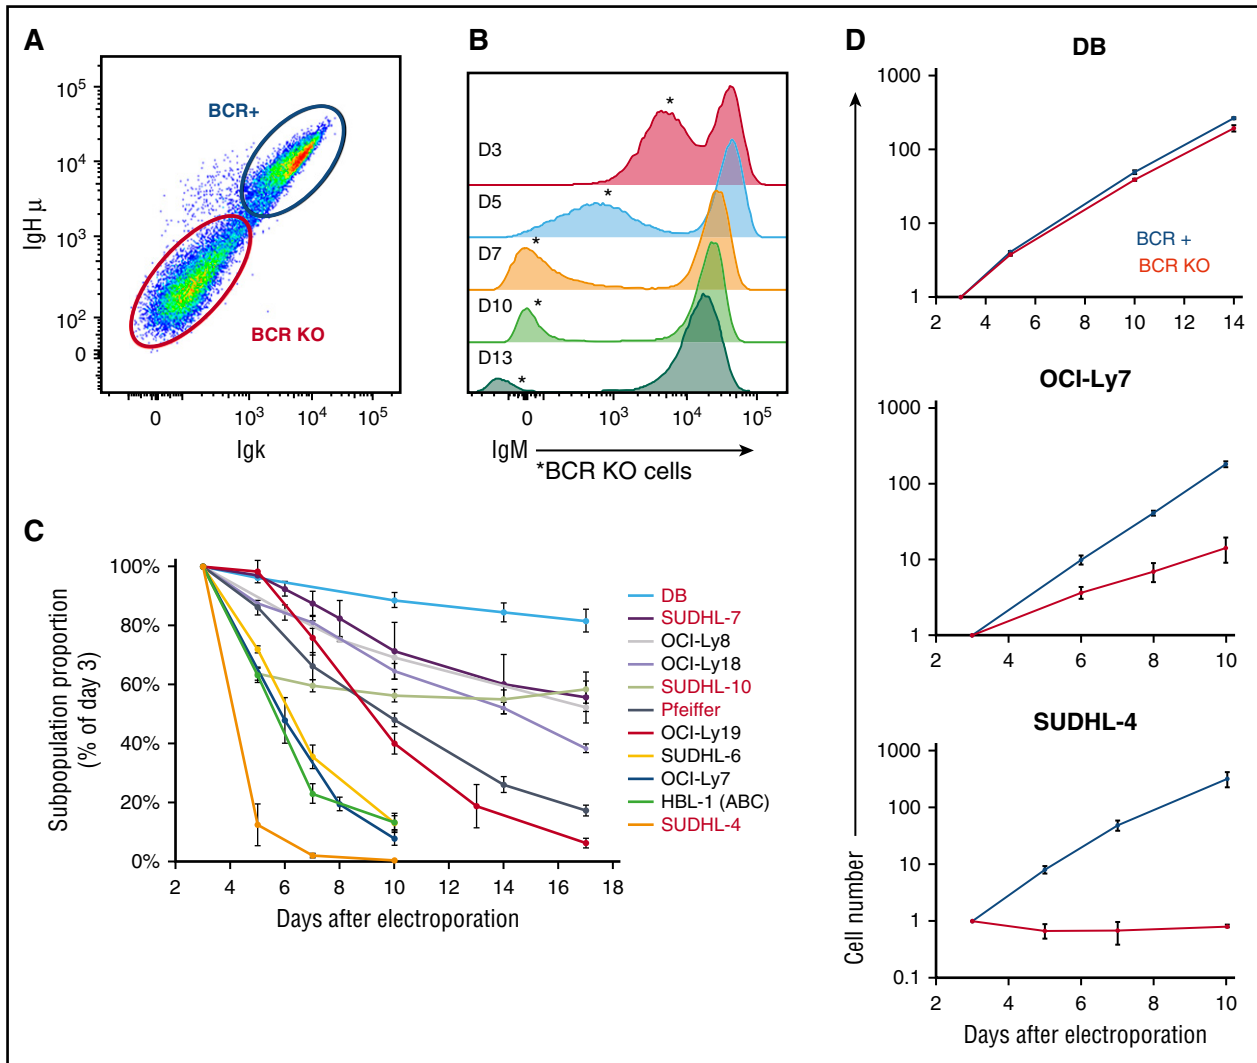 A
10⁵
10⁴
10³
10²
0
IgH μ
BCR+
BCR KO
0
10³
10⁴
10⁵
Igk
B
D3
*
D5
*
D7
*
D10
*
D13
*
0
10³
10⁴
10⁵
IgM
*BCR KO cells
C
100%
80%
60%
40%
20%
0%
Subpopulation proportion
(% of day 3)
2
4
6
8
10
12
14
16
18
Days after electroporation
DB
SUDHL-7
OCI-Ly8
OCI-Ly18
SUDHL-10
Pfeiffer
OCI-Ly19
SUDHL-6
OCI-Ly7
HBL-1 (ABC)
SUDHL-4
D
DB
1000
100
10
1
BCR +
BCR KO
2
4
6
8
10
12
14
OCI-Ly7
1000
100
10
1
2
4
6
8
10
SUDHL-4
1000
100
10
1
0.1
2
4
6
8
10
Cell number
Days after electroporation